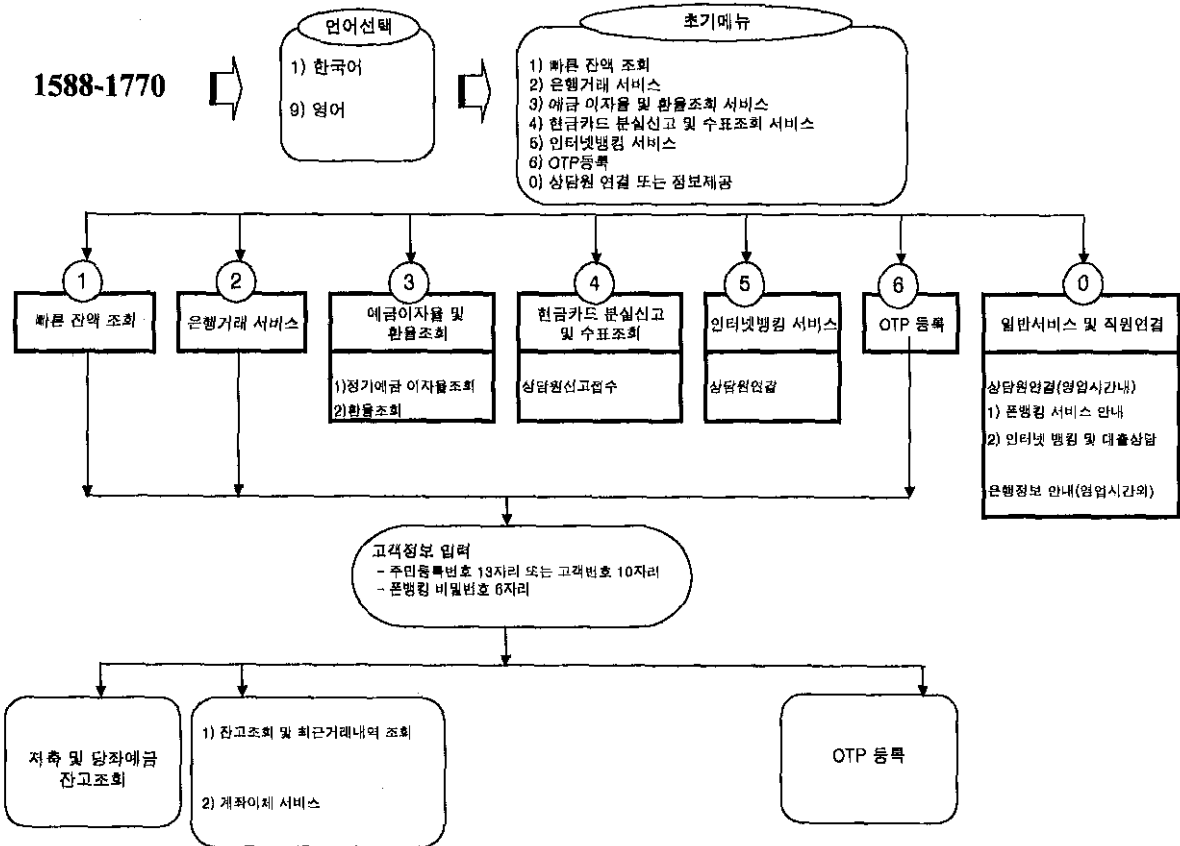 1588-1770
언어선택
1) 한국어
9) 영어
초기메뉴
1) 빠른 잔액 조회
2) 은행거래 서비스
3) 예금 이자율 및 환율조회 서비스
4) 현금카드 분실신고 및 수표조회 서비스
5) 인터넷뱅킹 서비스
6) OTP등록
0) 상담원 연결 또는 정보제공
1
빠른 잔액 조회
2
은행거래 서비스
3
예금이자율 및
환율조회
1)정기예금 이자율조회
2)환율조회
4
현금카드 분실신고
및 수표조회
상담원신고접수
5
인터넷뱅킹 서비스
상담원연결
6
OTP 등록
0
일반서비스 및 직원연결
상담원연결(영업시간내)
1) 폰뱅킹 서비스 안내
2) 인터넷 뱅킹 및 대출상담
은행정보 안내(영업시간외)
고객정보 입력
- 주민등록번호 13자리 또는 고객번호 10자리
- 폰뱅킹 비밀번호 6자리
저축 및 당좌예금
잔고조회
1) 잔고조회 및 최근거래내역 조회
2) 계좌이체 서비스
OTP 등록